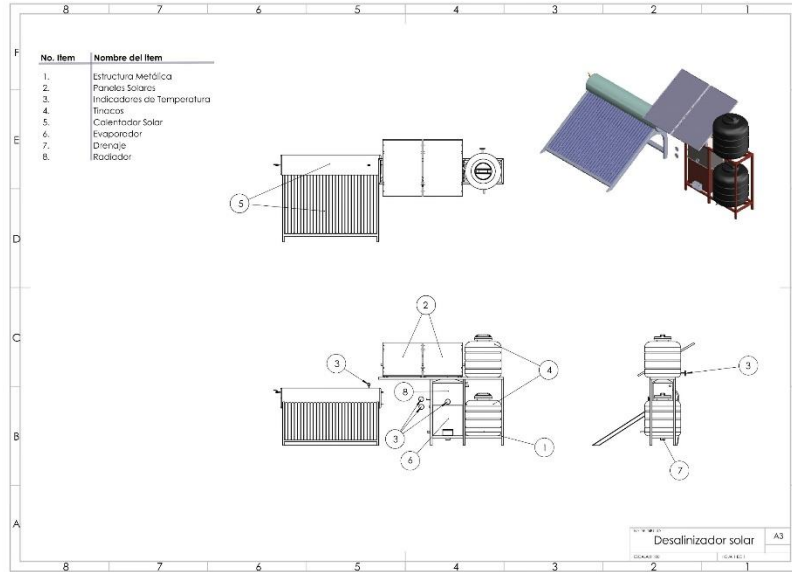 8 7 6 5 4 3 2 1
F
E
D
C
B
A
No. Item Nombre del Item
1. Estructura Metálica
2. Paneles Solares
3. Indicadores de Temperatura
4. Tinacos
5. Calentador Solar
6. Evaporador
7. Drenaje
8. Radiador
5
2
3
3
4
8
3
6
1
7
Desalinizador solar
A3
8 7 6 5 4 3 2 1